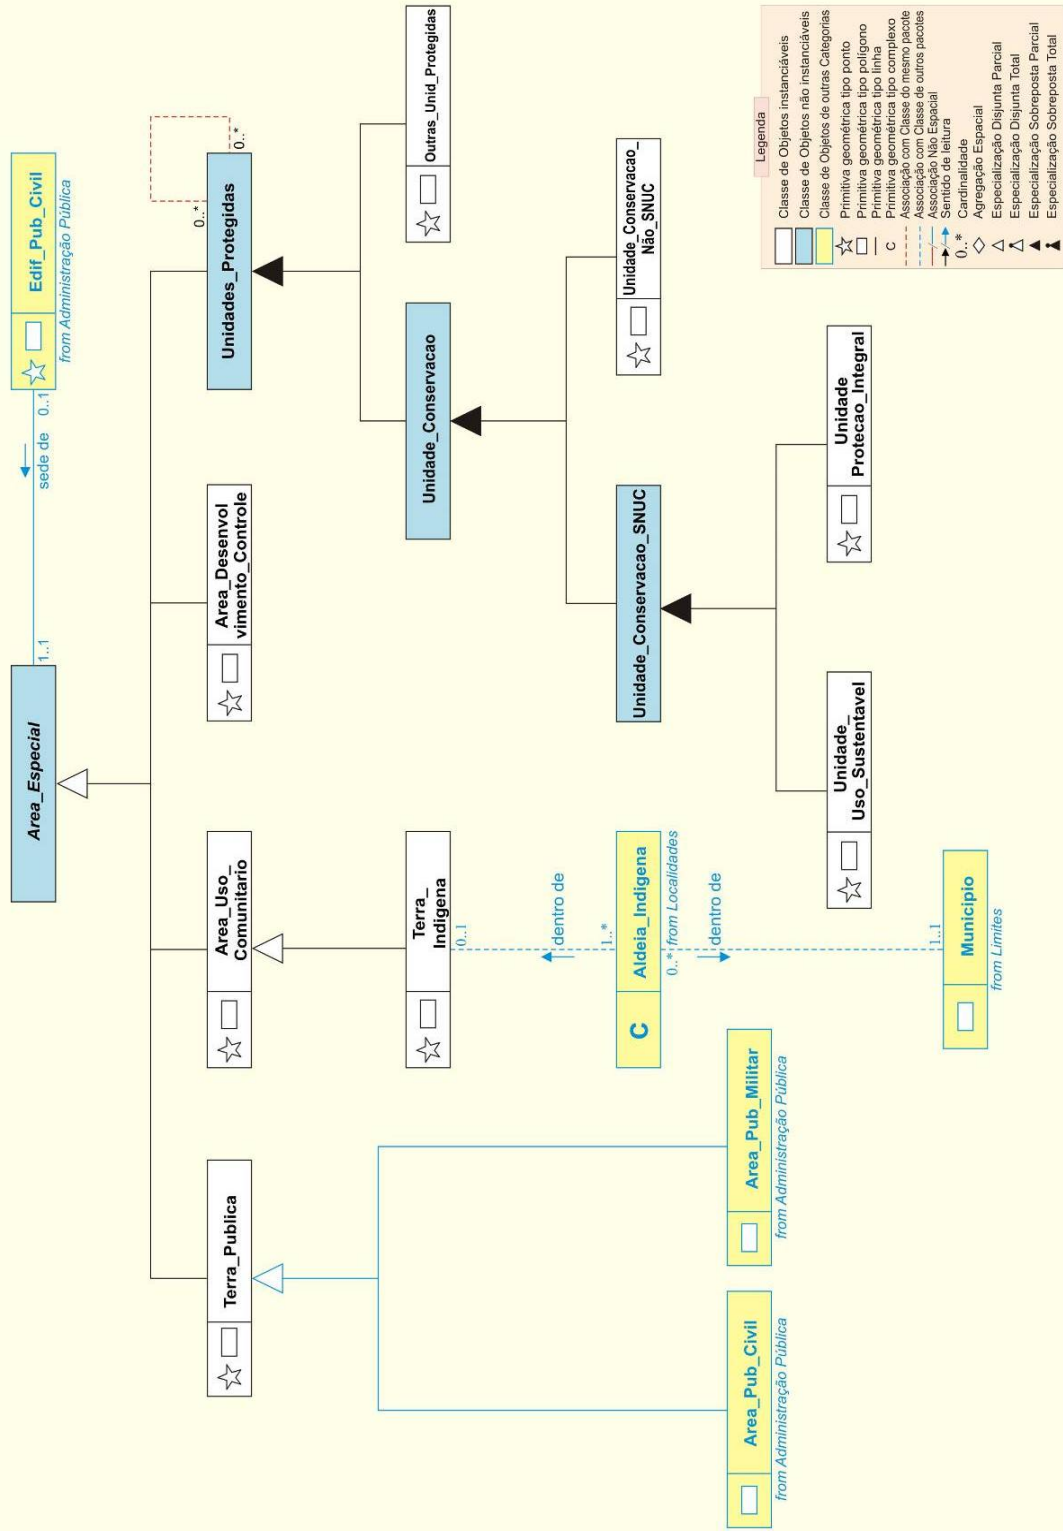 Area_Especial
1..1
sede de
0..1
Edif_Pub_Civil
from Administração Pública
Terra_Publica
Area_Uso_
Comunitario
Area_Desenvol
vimento_Controle
Unidades_Protegidas
0..*
0..*
Terra_
Indigena
0..1
Unidade_Conservacao
Outras_Unid_Protegidas
dentro de
1..*
C
Aldeia_Indigena
0..*
from Localidades
dentro de
1..1
Unidade_Conservacao_SNUC
Unidade_Conservacao_
Não_SNUC
Area_Pub_Civil
from Administração Pública
Area_Pub_Militar
from Administração Pública
Unidade_
Uso_Sustentavel
Unidade
Protecao_Integral
Municipio
from Limites
Legenda
Classe de Objetos instanciáveis
Classe de Objetos não instanciáveis
Classe de Objetos de outras Categorias
Primitiva geométrica tipo ponto
Primitiva geométrica tipo polígono
Primitiva geométrica tipo linha
C Primitiva geométrica tipo complexo
Associação com Classe do mesmo pacote
Associação com Classe de outros pacotes
Associação Não Espacial
Sentido de leitura
0..* Cardinalidade
Agregação Espacial
Especialização Disjunta Parcial
Especialização Disjunta Total
Especialização Sobreposta Parcial
Especialização Sobreposta Total